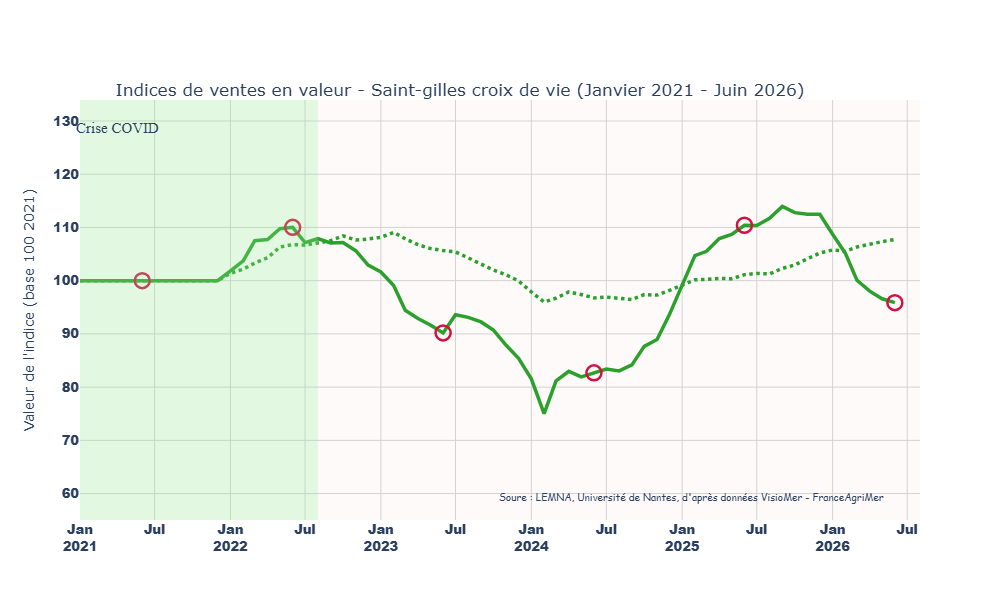 Indices de ventes en valeur - Saint-gilles croix de vie (Janvier 2021 - Juin 2026)
Crise COVID
130
120
110
100
90
80
70
60
Valeur de l'indice (base 100 2021)
Soure : LEMNA, Université de Nantes, d'après données VisioMer - FranceAgriMer
Jan Jul Jan Jul Jan Jul Jan Jul Jan Jul Jan Jul
2021 2022 2023 2024 2025 2026